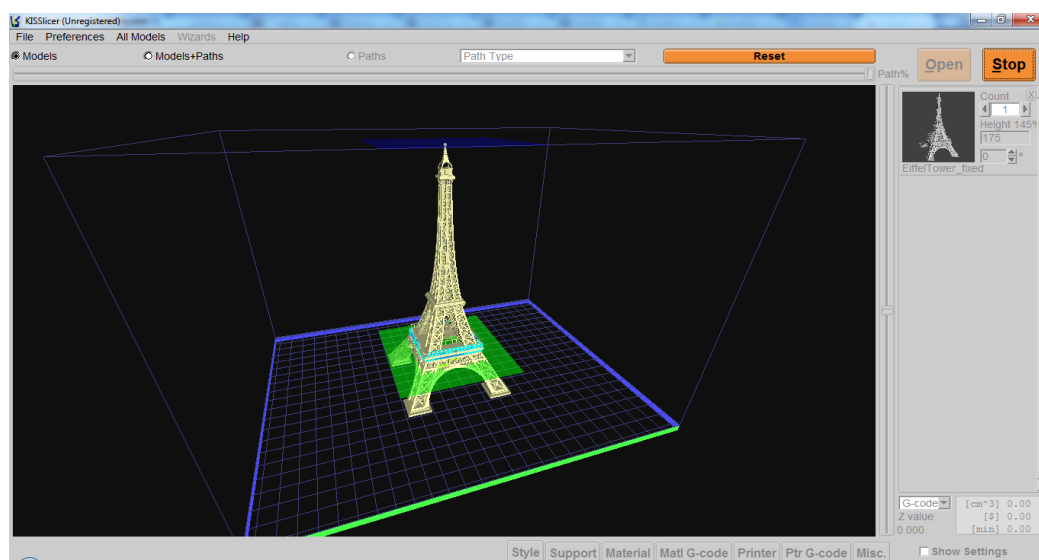 KISSlicer (Unregistered)
File Preferences All Models Wizards Help
Models Models+Paths Paths Path Type Reset
Path%
Open Stop
Count X
1
Height 145%
175
0 °
EiffelTower_fixed
G-code [cm^3] 0.00
Z value [$] 0.00
0.000 [min] 0.00
Style Support Material Matl G-code Printer Ptr G-code Misc. Show Settings